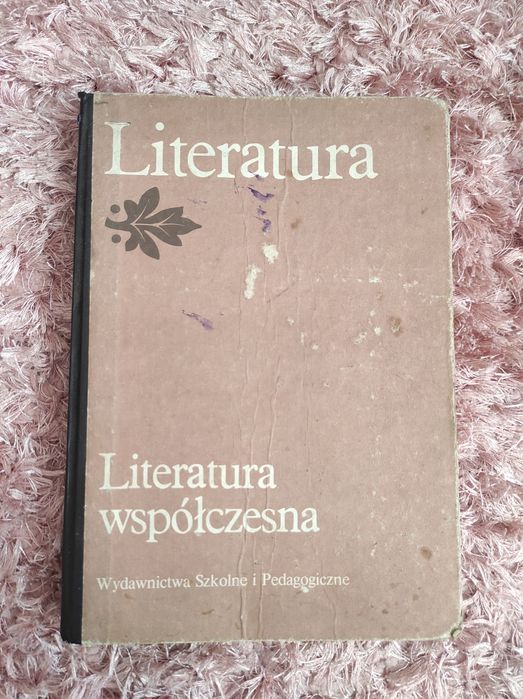 Literatura
Literatura
współczesna
Wydawnictwa Szkolne i Pedagogiczne